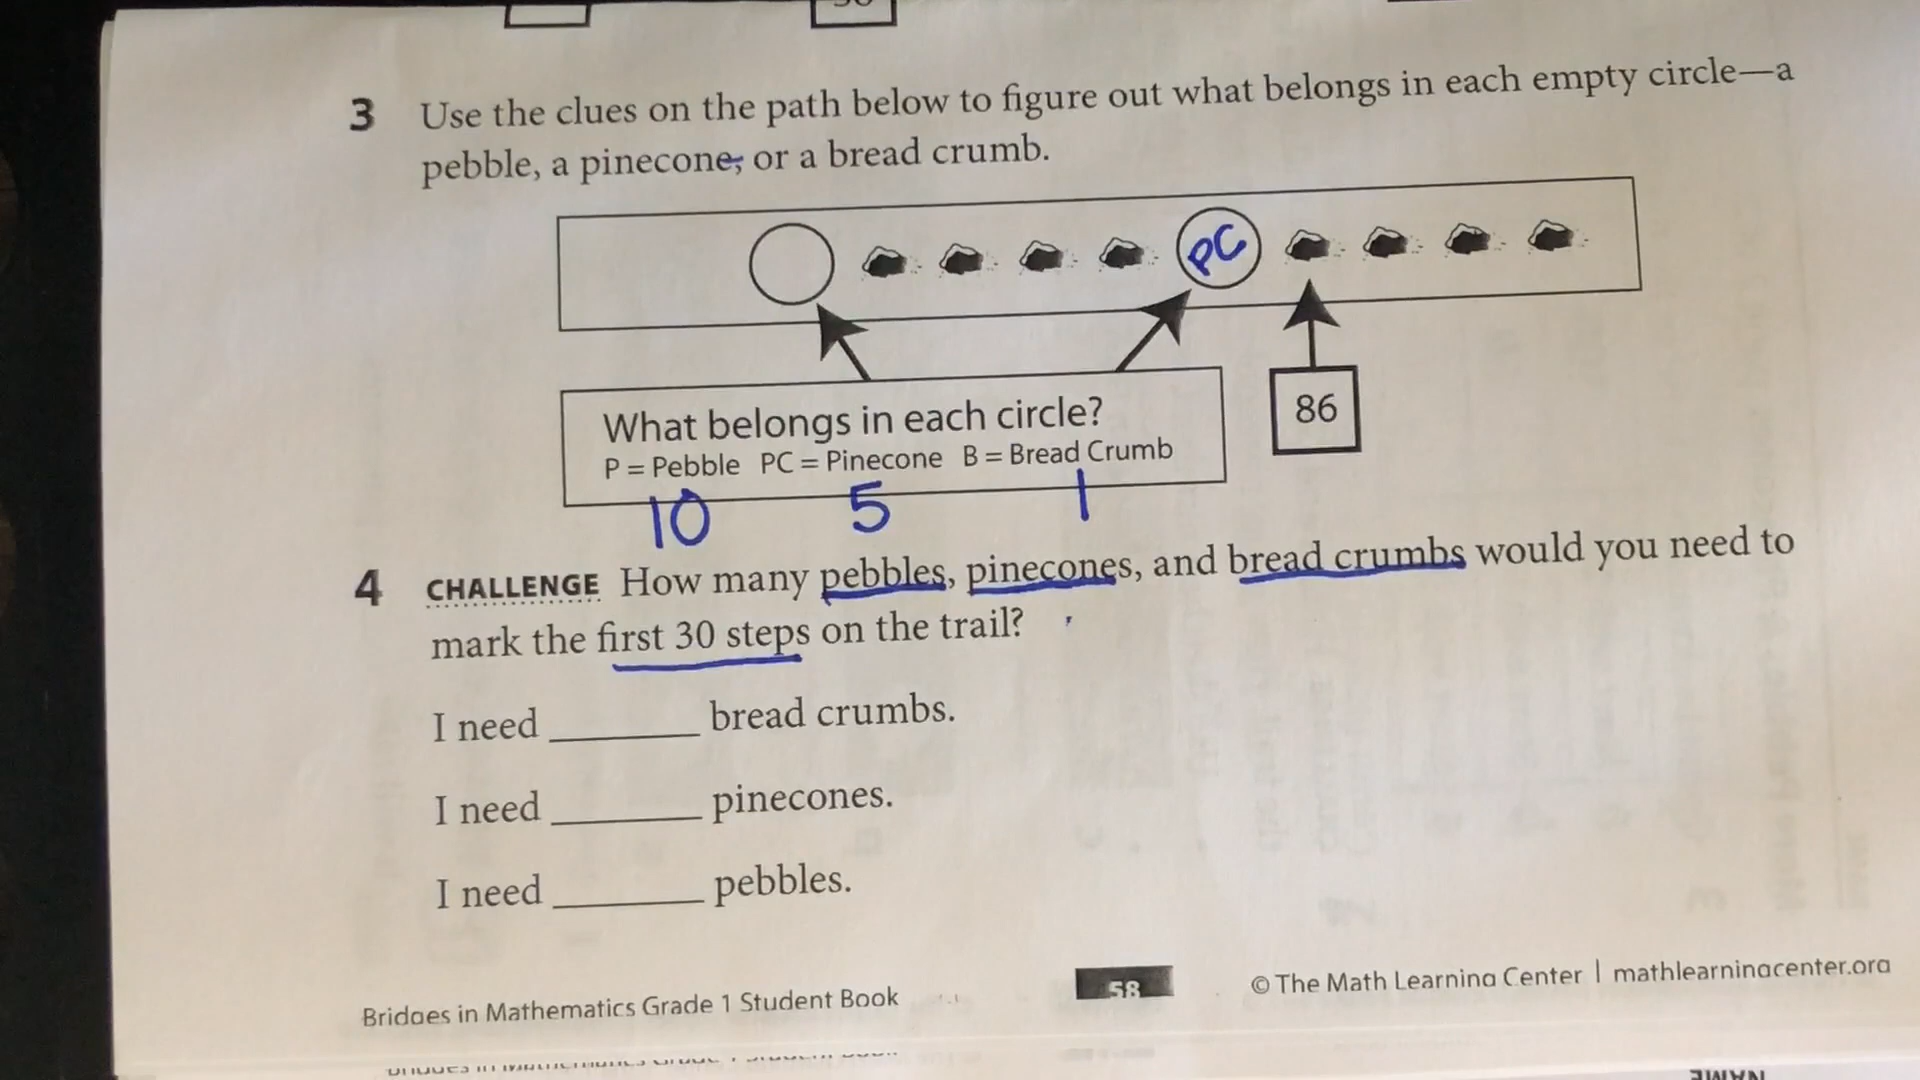 3 Use the clues on the path below to figure out what belongs in each empty circle—a
pebble, a pinecone, or a bread crumb.
PC
86
What belongs in each circle?
P = Pebble PC = Pinecone B = Bread Crumb
10 5 1
4 CHALLENGE How many pebbles, pinecones, and bread crumbs would you need to
mark the first 30 steps on the trail?
I need ______ bread crumbs.
I need ______ pinecones.
I need ______ pebbles.
Bridges in Mathematics Grade 1 Student Book
58
© The Math Learning Center | mathlearningcenter.org
NAME